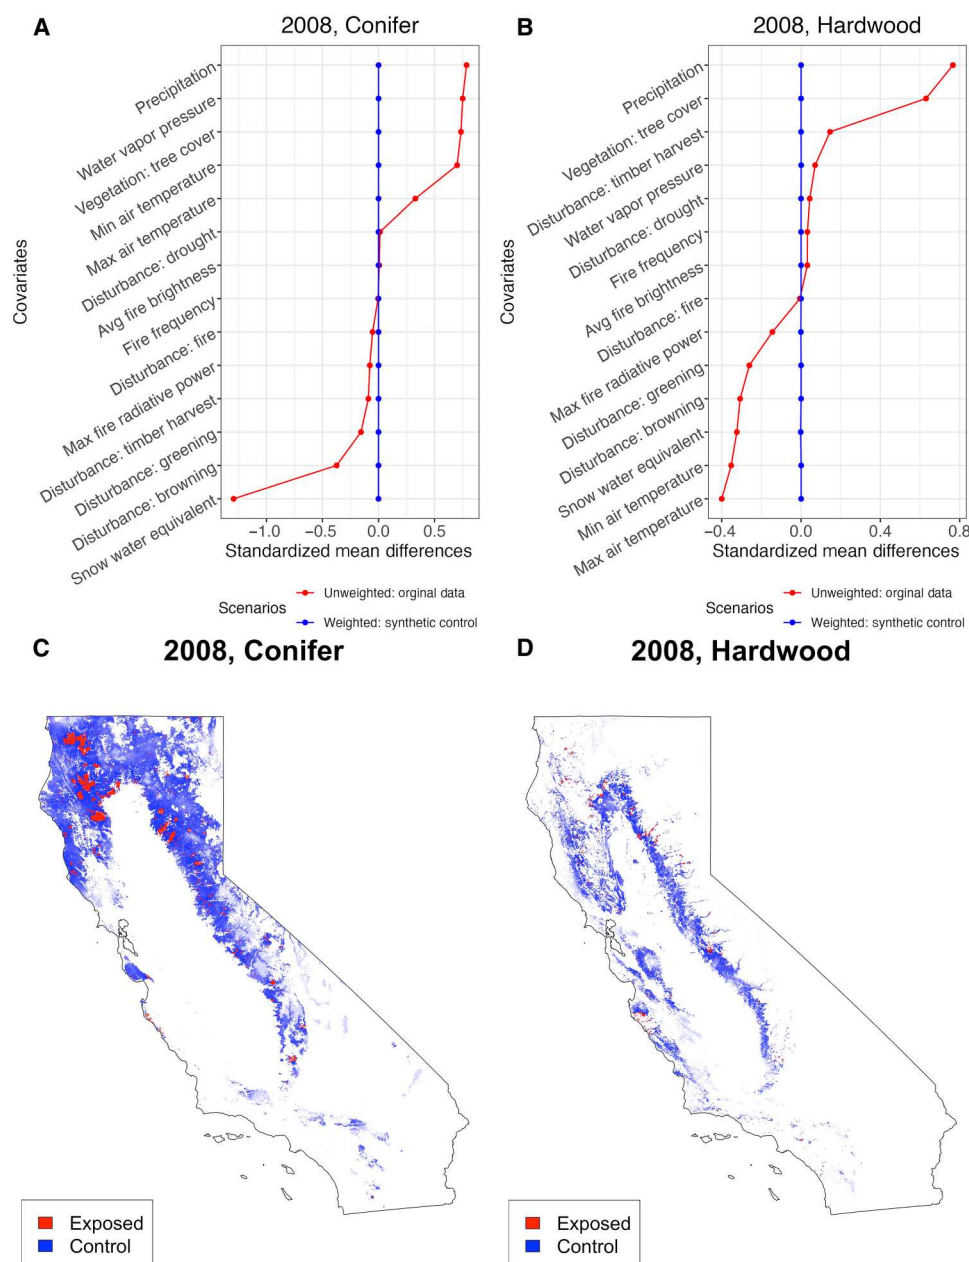 A
2008, Conifer
Covariates
Precipitation
Water vapor pressure
Vegetation: tree cover
Min air temperature
Max air temperature
Disturbance: drought
Avg fire brightness
Fire frequency
Disturbance: fire
Max fire radiative power
Disturbance: timber harvest
Disturbance: greening
Disturbance: browning
Snow water equivalent
−1.0 −0.5 0.0 0.5
Standardized mean differences
Scenarios
Unweighted: orginal data
Weighted: synthetic control
B
2008, Hardwood
Covariates
Precipitation
Vegetation: tree cover
Disturbance: timber harvest
Water vapor pressure
Disturbance: drought
Fire frequency
Avg fire brightness
Disturbance: fire
Max fire radiative power
Disturbance: greening
Disturbance: browning
Snow water equivalent
Min air temperature
Max air temperature
−0.4 0.0 0.4 0.8
Standardized mean differences
Scenarios
Unweighted: orginal data
Weighted: synthetic control
C
2008, Conifer
Exposed
Control
D
2008, Hardwood
Exposed
Control